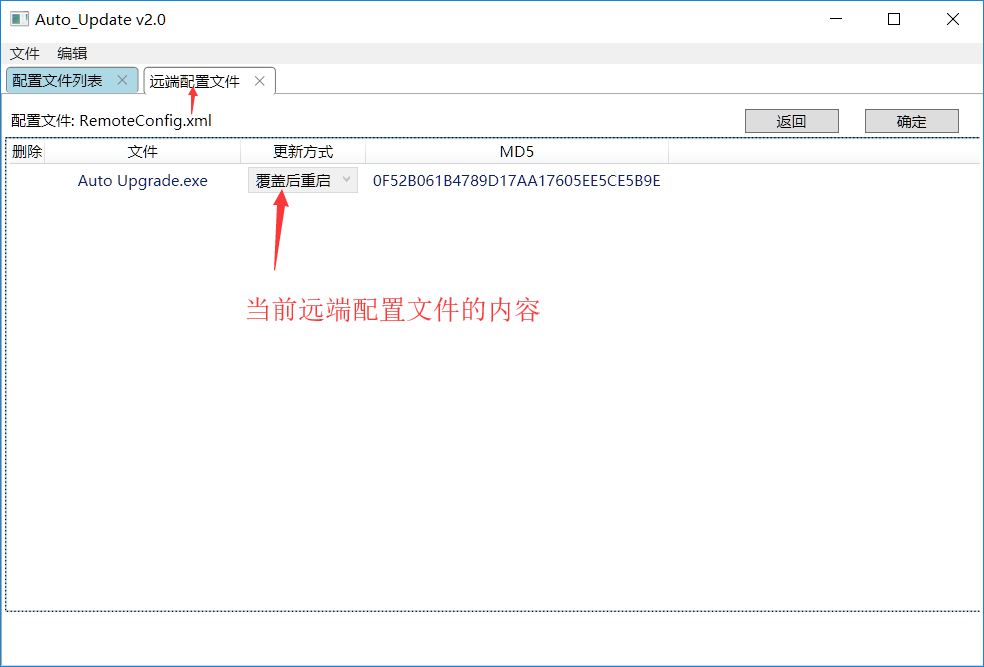 Auto_Update v2.0
文件 编辑
配置文件列表 远端配置文件
配置文件: RemoteConfig.xml 返回 确定
删除 文件 更新方式 MD5
Auto Upgrade.exe 覆盖后重启 0F52B061B4789D17AA17605EE5CE5B9E
当前远端配置文件的内容